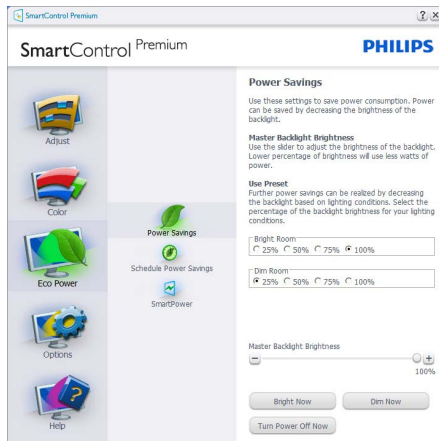 SmartControl Premium
? X
SmartControl Premium
PHILIPS
Adjust
Color
Eco Power
Options
Help
Power Savings
Schedule Power Savings
SmartPower
Power Savings
Use these settings to save power consumption. Power
can be saved by decreasing the brightness of the
backlight.
Master Backlight Brightness
Use the slider to adjust the brightness of the backlight.
Lower percentage of brightness will use less watts of
power.
Use Preset
Further power savings can be realized by decreasing
the backlight based on lighting conditions. Select the
percentage of the backlight brightness for your lighting
conditions.
Bright Room
25% 50% 75% 100%
Dim Room
25% 50% 75% 100%
Master Backlight Brightness
100%
Bright Now Dim Now
Turn Power Off Now